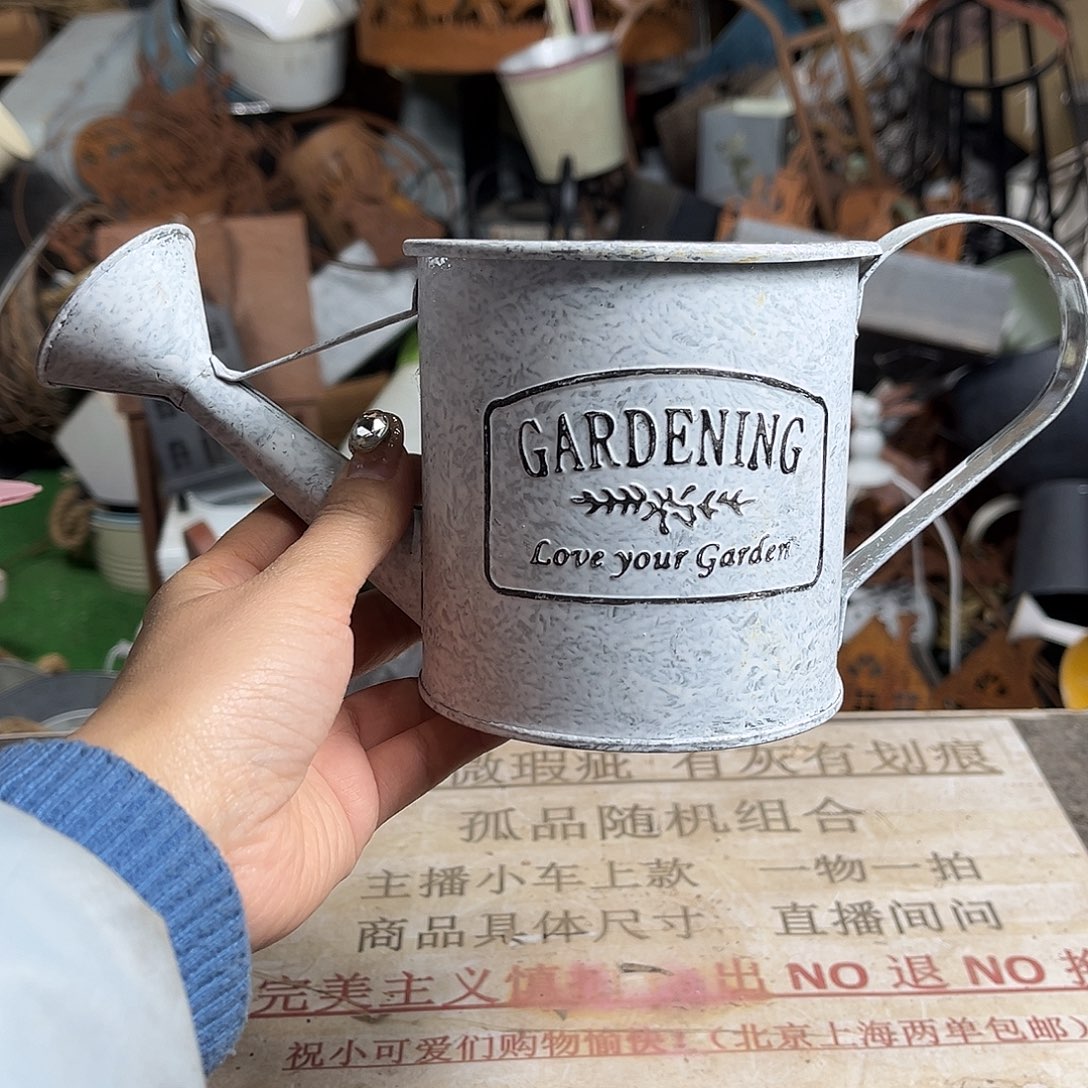 GARDENING
Love your Garden
微瑕疵 有灰有划痕
孤品随机组合
主播小车上款 一物一拍
商品具体尺寸 直播间问
完美主义慎拍 出 NO 退 NO
祝小可爱们购物愉快！（北京上海两单包邮）